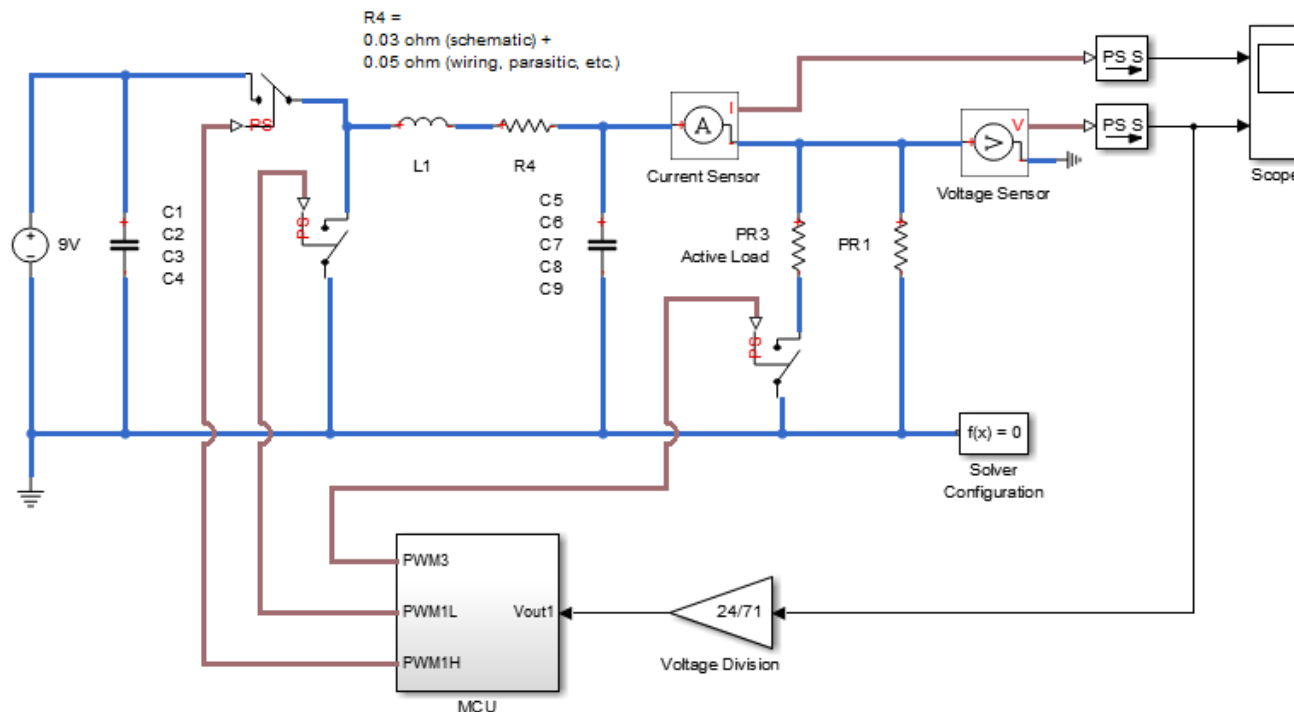 R4 =
0.03 ohm (schematic) +
0.05 ohm (wiring, parasitic, etc.)
PS S
I
A
PS
L1
R4
Current Sensor
V
V
PS S
Voltage Sensor
Scope
PS
9V
C1
C2
C3
C4
C5
C6
C7
C8
C9
PR3
Active Load
PR1
PS
f(x) = 0
Solver
Configuration
PWM3
PWM1L
PWM1H
Vout1
MCU
24/71
Voltage Division